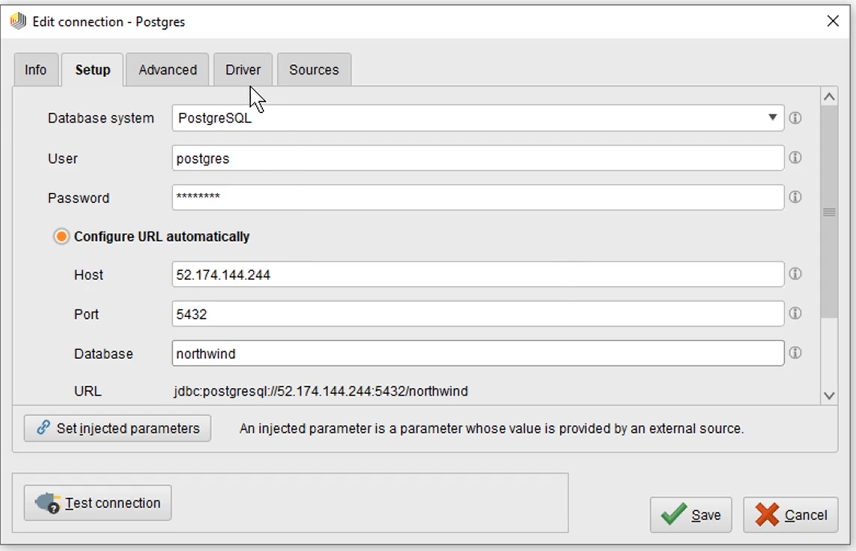 Edit connection - Postgres
Info Setup Advanced Driver Sources
Database system PostgreSQL
User postgres
Password ********
Configure URL automatically
Host 52.174.144.244
Port 5432
Database northwind
URL jdbc:postgresql://52.174.144.244:5432/northwind
Set injected parameters An injected parameter is a parameter whose value is provided by an external source.
Test connection Save Cancel